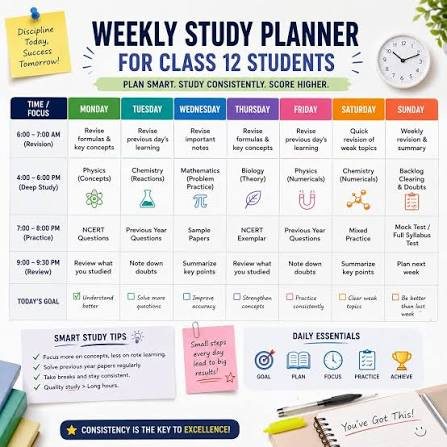 Discipline
Today,
Success
Tomorrow!
WEEKLY STUDY PLANNER
FOR CLASS 12 STUDENTS
PLAN SMART. STUDY CONSISTENTLY. SCORE HIGHER.
TIME / FOCUS MONDAY TUESDAY WEDNESDAY THURSDAY FRIDAY SATURDAY SUNDAY
6:00 – 7:00 AM (Revision) Revise formulas & key concepts Revise previous day's learning Revise important notes Revise formulas & key concepts Revise previous day's learning Quick revision of weak topics Weekly revision & summary
4:00 – 6:00 PM (Deep Study) Physics (Concepts) Chemistry (Reactions) Mathematics (Problem Practice) Biology (Theory) Physics (Numericals) Chemistry (Numericals) Backlog Clearing & Doubts
7:00 – 8:00 PM (Practice) NCERT Questions Previous Year Questions Sample Papers NCERT Exemplar Previous Year Questions Mixed Practice Mock Test / Full Syllabus Test
9:00 – 9:30 PM (Review) Review what you studied Note down doubts Summarize key points Review what you studied Note down doubts Summarize key points Plan next week
TODAY'S GOAL Understand better Solve more questions Improve accuracy Strengthen concepts Practice consistently Clear weak topics Be better than last week
SMART STUDY TIPS
Focus more on concepts, less on rote learning.
Solve previous year papers regularly.
Take breaks and stay consistent.
Quality study > Long hours.
Small steps
every day
lead to big
results!
DAILY ESSENTIALS
GOAL PLAN FOCUS PRACTICE ACHIEVE
CONSISTENCY IS THE KEY TO EXCELLENCE!
You've Got This!